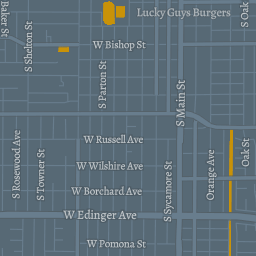 Baker St
S Shelton St
Lucky Guys Burgers
S Oak
W Bishop St
S Parton St
S Main St
W Russell Ave
Oak St
S Rosewood Ave
S Towner St
W Wilshire Ave
S Sycamore St
Orange Ave
W Borchard Ave
W Edinger Ave
W Pomona St